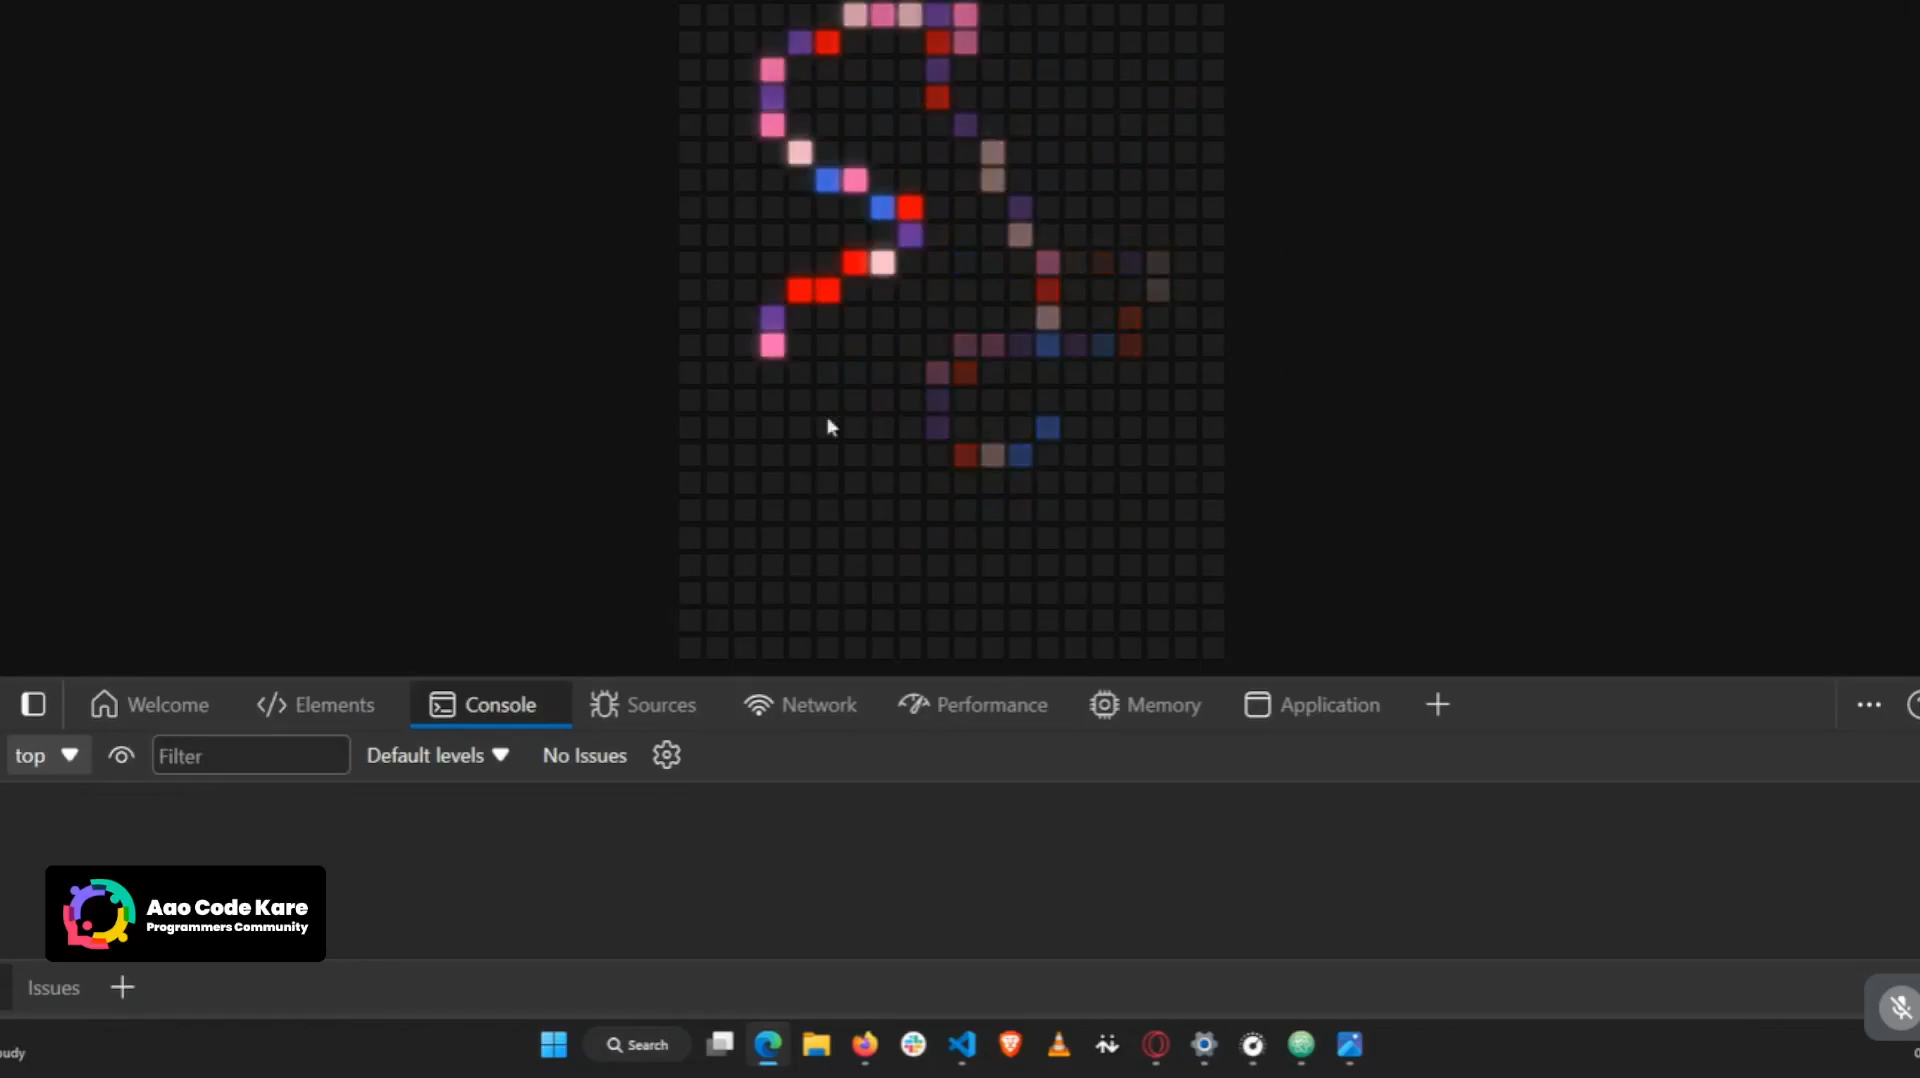 Welcome
Elements
Console
Sources
Network
Performance
Memory
Application
top
Filter
Default levels
No Issues
Aao Code Kare
Programmers Community
Issues
Search